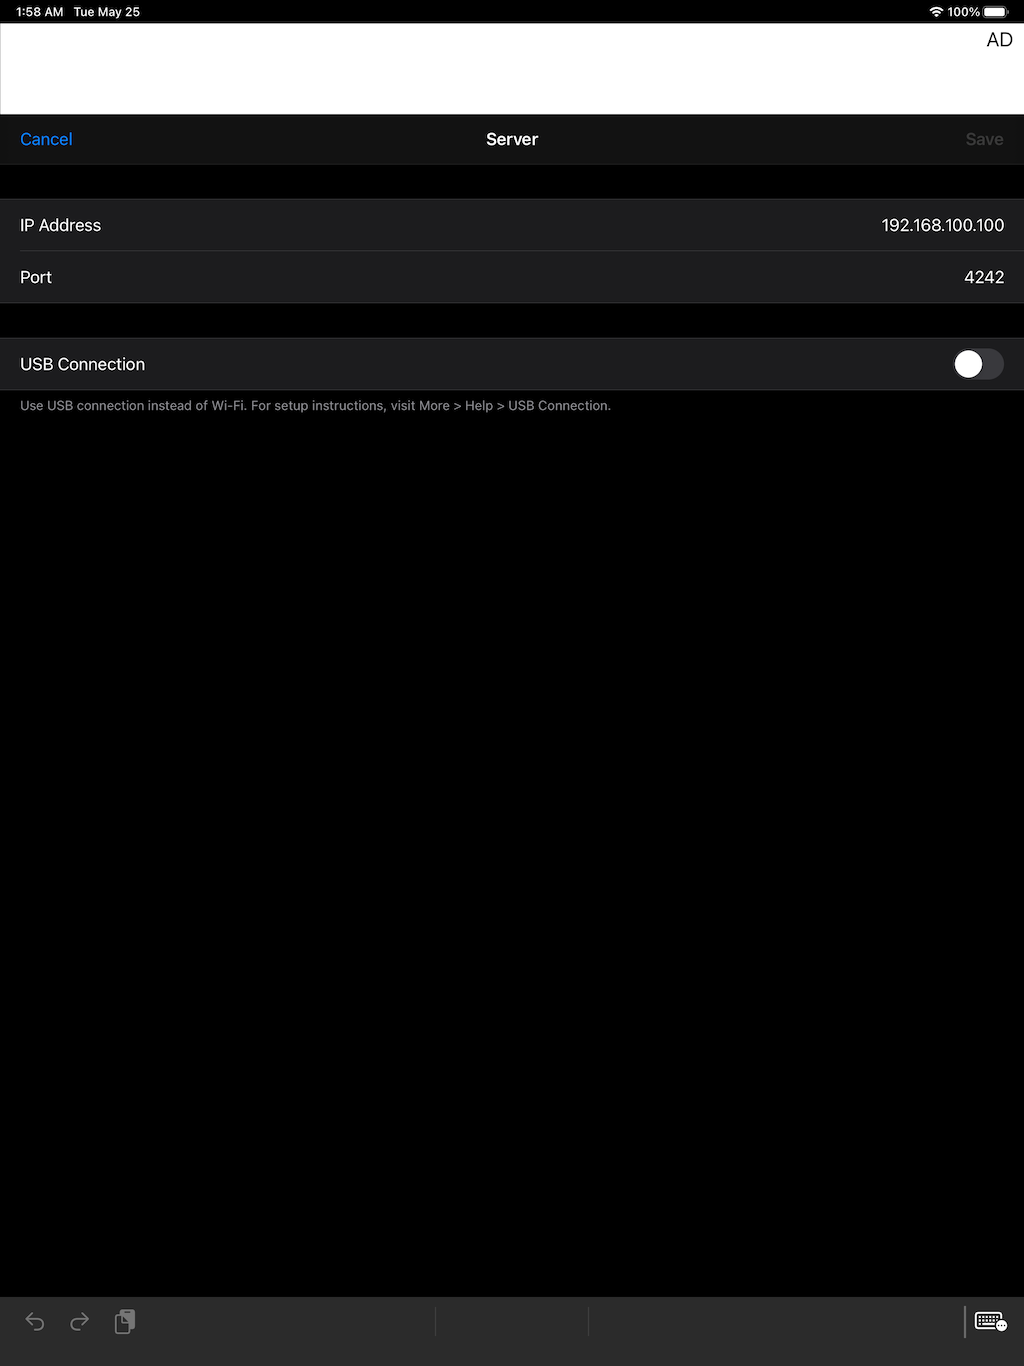 1:58 AM Tue May 25 100%
AD
Cancel Server Save
IP Address 192.168.100.100
Port 4242
USB Connection
Use USB connection instead of Wi-Fi. For setup instructions, visit More > Help > USB Connection.